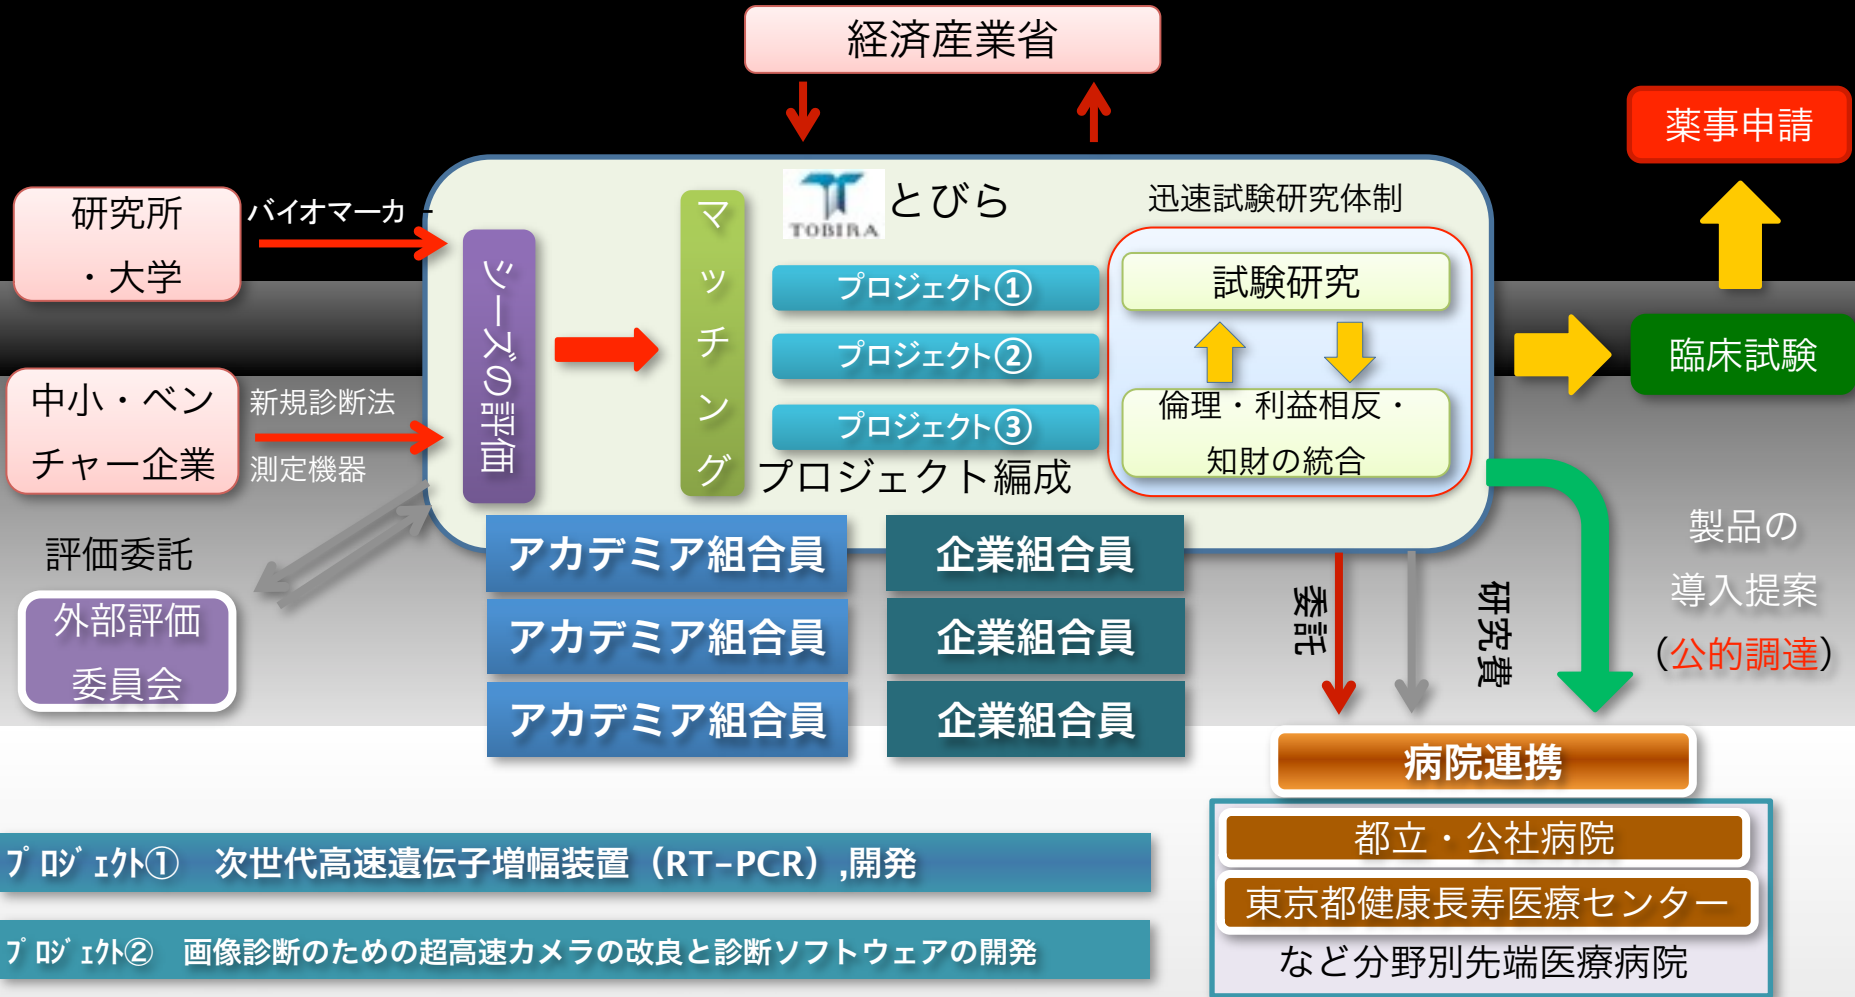 経済産業省
薬事申請
研究所
・大学
バイオマーカー
TOBIRA
とびら
迅速試験研究体制
シーズの評価
マッチング
プロジェクト①
プロジェクト②
プロジェクト③
プロジェクト編成
試験研究
倫理・利益相反・
知財の統合
臨床試験
中小・ベン
チャー企業
新規診断法
測定機器
評価委託
外部評価
委員会
アカデミア組合員
企業組合員
アカデミア組合員
企業組合員
アカデミア組合員
企業組合員
委託
研究費
製品の
導入提案
(公的調達)
病院連携
都立・公社病院
東京都健康長寿医療センター
など分野別先端医療病院
ﾌﾟﾛｼﾞｪｸﾄ①　次世代高速遺伝子増幅装置（RT-PCR）,開発
ﾌﾟﾛｼﾞｪｸﾄ②　画像診断のための超高速カメラの改良と診断ソフトウェアの開発